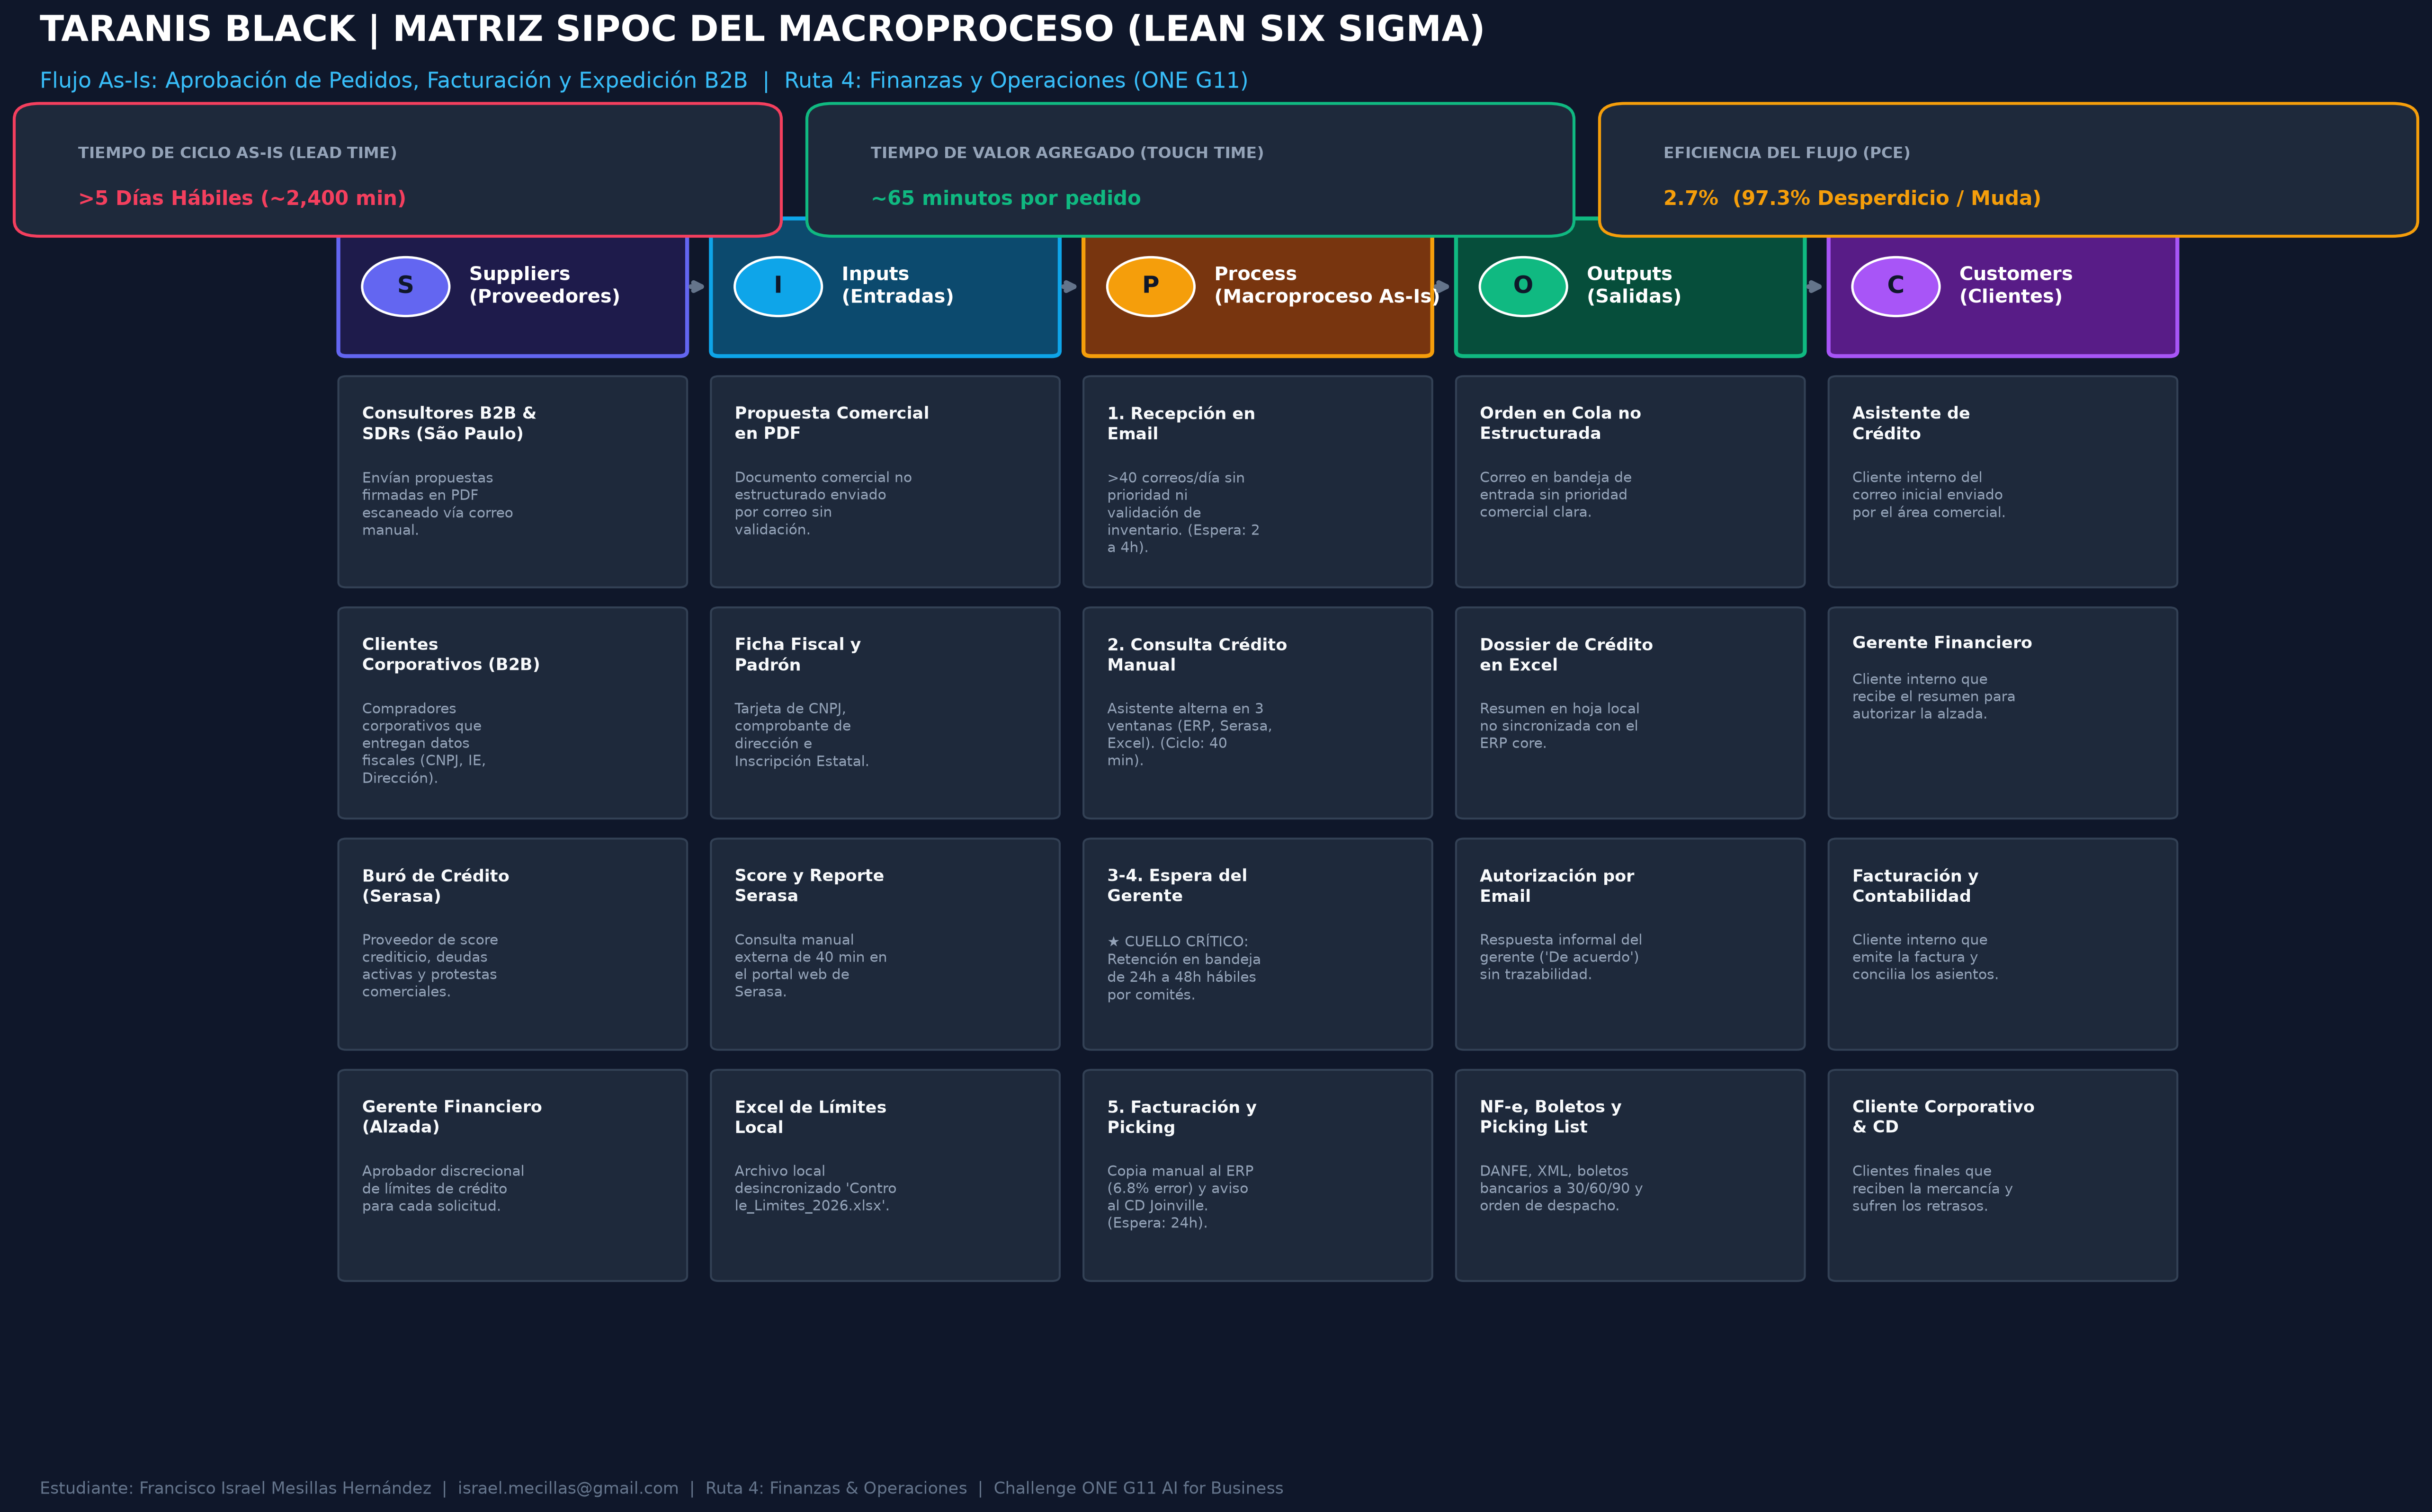 TARANIS BLACK | MATRIZ SIPOC DEL MACROPROCESO (LEAN SIX SIGMA)
Flujo As-Is: Aprobación de Pedidos, Facturación y Expedición B2B | Ruta 4: Finanzas y Operaciones (ONE G11)
TIEMPO DE CICLO AS-IS (LEAD TIME)
>5 Días Hábiles (~2,400 min)
TIEMPO DE VALOR AGREGADO (TOUCH TIME)
~65 minutos por pedido
EFICIENCIA DEL FLUJO (PCE)
2.7% (97.3% Desperdicio / Muda)
S
Suppliers
(Proveedores)
I
Inputs
(Entradas)
P
Process
(Macroproceso As-Is)
O
Outputs
(Salidas)
C
Customers
(Clientes)
Consultores B2B &
SDRs (São Paulo)
Envían propuestas
firmadas en PDF
escaneado vía correo
manual.
Propuesta Comercial
en PDF
Documento comercial no
estructurado enviado
por correo sin
validación.
1. Recepción en
Email
>40 correos/día sin
prioridad ni
validación de
inventario. (Espera: 2
a 4h).
Orden en Cola no
Estructurada
Correo en bandeja de
entrada sin prioridad
comercial clara.
Asistente de
Crédito
Cliente interno del
correo inicial enviado
por el área comercial.
Clientes
Corporativos (B2B)
Compradores
corporativos que
entregan datos
fiscales (CNPJ, IE,
Dirección).
Ficha Fiscal y
Padrón
Tarjeta de CNPJ,
comprobante de
dirección e
Inscripción Estatal.
2. Consulta Crédito
Manual
Asistente alterna en 3
ventanas (ERP, Serasa,
Excel). (Ciclo: 40
min).
Dossier de Crédito
en Excel
Resumen en hoja local
no sincronizada con el
ERP core.
Gerente Financiero
Cliente interno que
recibe el resumen para
autorizar la alzada.
Buró de Crédito
(Serasa)
Proveedor de score
crediticio, deudas
activas y protestas
comerciales.
Score y Reporte
Serasa
Consulta manual
externa de 40 min en
el portal web de
Serasa.
3-4. Espera del
Gerente
★ CUELLO CRÍTICO:
Retención en bandeja
de 24h a 48h hábiles
por comités.
Autorización por
Email
Respuesta informal del
gerente ('De acuerdo')
sin trazabilidad.
Facturación y
Contabilidad
Cliente interno que
emite la factura y
concilia los asientos.
Gerente Financiero
(Alzada)
Aprobador discrecional
de límites de crédito
para cada solicitud.
Excel de Límites
Local
Archivo local
desincronizado 'Contro
le_Limites_2026.xlsx'.
5. Facturación y
Picking
Copia manual al ERP
(6.8% error) y aviso
al CD Joinville.
(Espera: 24h).
NF-e, Boletos y
Picking List
DANFE, XML, boletos
bancarios a 30/60/90 y
orden de despacho.
Cliente Corporativo
& CD
Clientes finales que
reciben la mercancía y
sufren los retrasos.
Estudiante: Francisco Israel Mesillas Hernández | israel.mecillas@gmail.com | Ruta 4: Finanzas & Operaciones | Challenge ONE G11 AI for Business